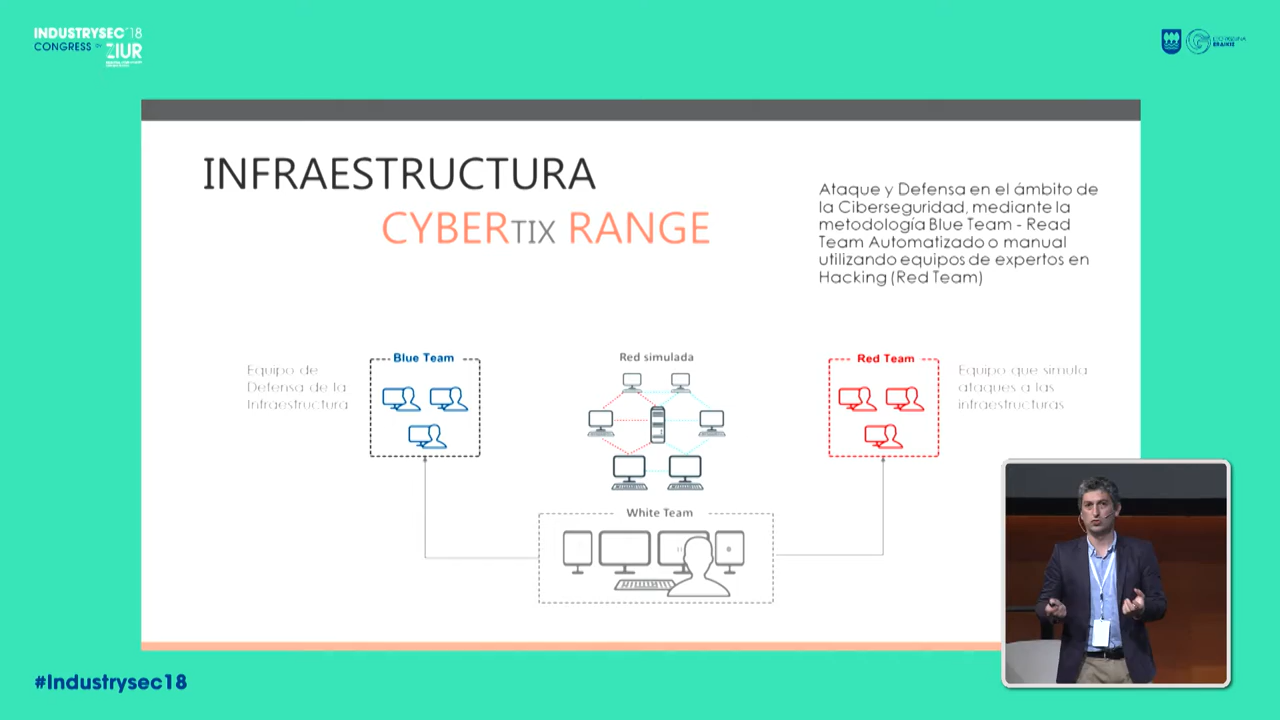 INDUSTRYSEC'18
CONGRESS BY ZIUR
INFRAESTRUCTURA
CYBERTIX RANGE
Ataque y Defensa en el ámbito de
la Ciberseguridad, mediante la
metodología Blue Team - Read
Team Automatizado o manual
utilizando equipos de expertos en
Hacking (Red Team)
Equipo de
Defensa de la
Infraestructura
Blue Team
Red simulada
Red Team
Equipo que simula
ataques a las
infraestructuras
White Team
#Industrysec18